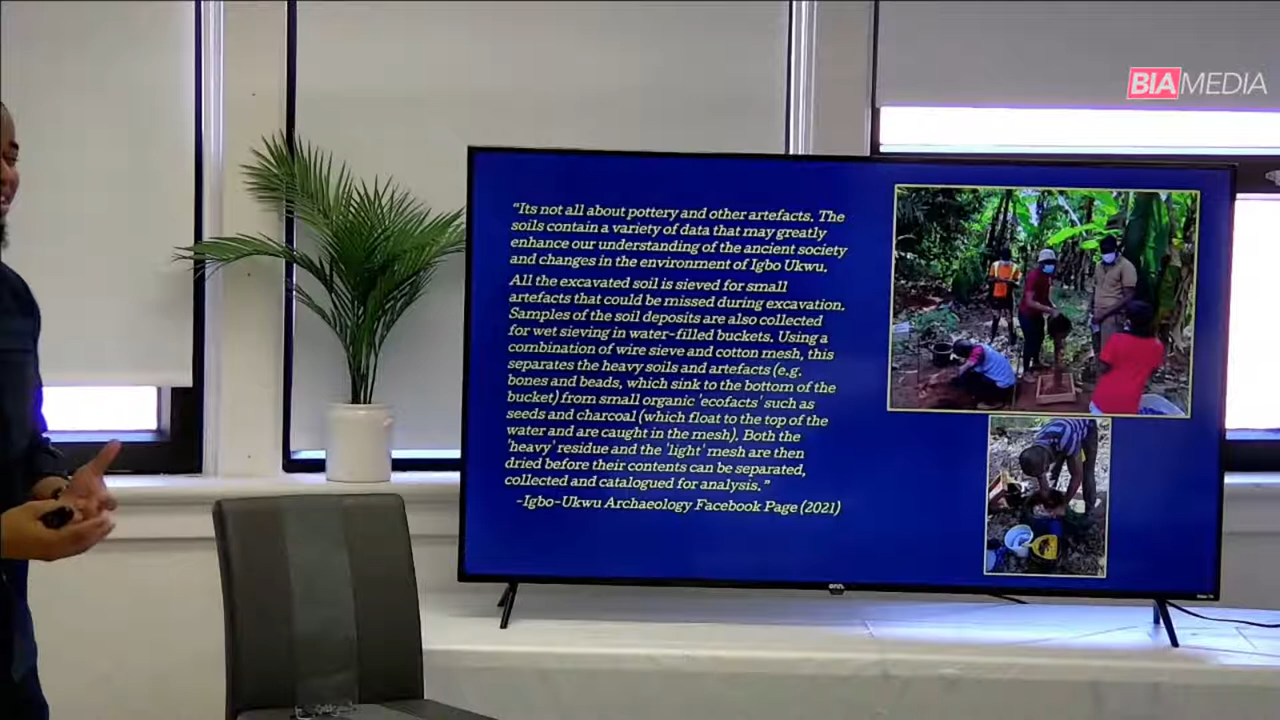 BIA MEDIA
"Its not all about pottery and other artefacts. The
soils contain a variety of data that may greatly
enhance our understanding of the ancient society
and changes in the environment of Igbo Ukwu.
All the excavated soil is sieved for small
artefacts that could be missed during excavation.
Samples of the soil deposits are also collected
for wet sieving in water-filled buckets. Using a
combination of wire sieve and cotton mesh, this
separates the heavy soils and artefacts (e.g.
bones and beads, which sink to the bottom of the
bucket) from small organic 'ecofacts' such as
seeds and charcoal (which float to the top of the
water and are caught in the mesh). Both the
'heavy' residue and the 'light' mesh are then
dried before their contents can be separated,
collected and catalogued for analysis."
-Igbo-Ukwu Archaeology Facebook Page (2021)
onn.